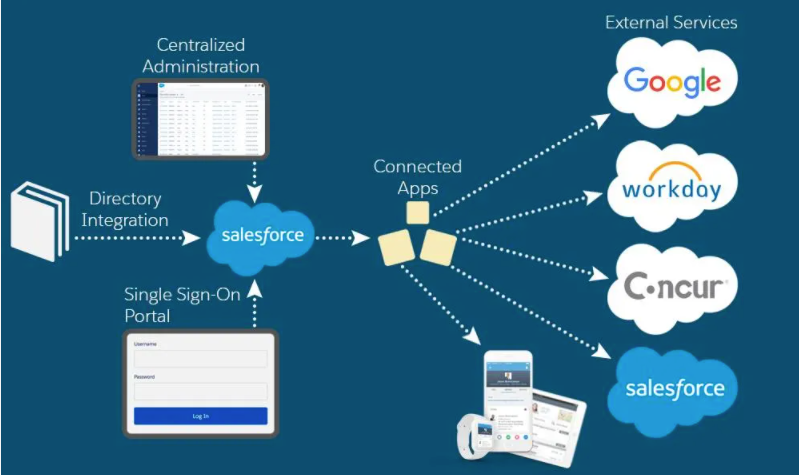 External Services
Centralized
Administration
Google
Connected
Apps
workday
Directory
Integration
salesforce
Concur
Single Sign-On
Portal
Username
Password
Log In
salesforce